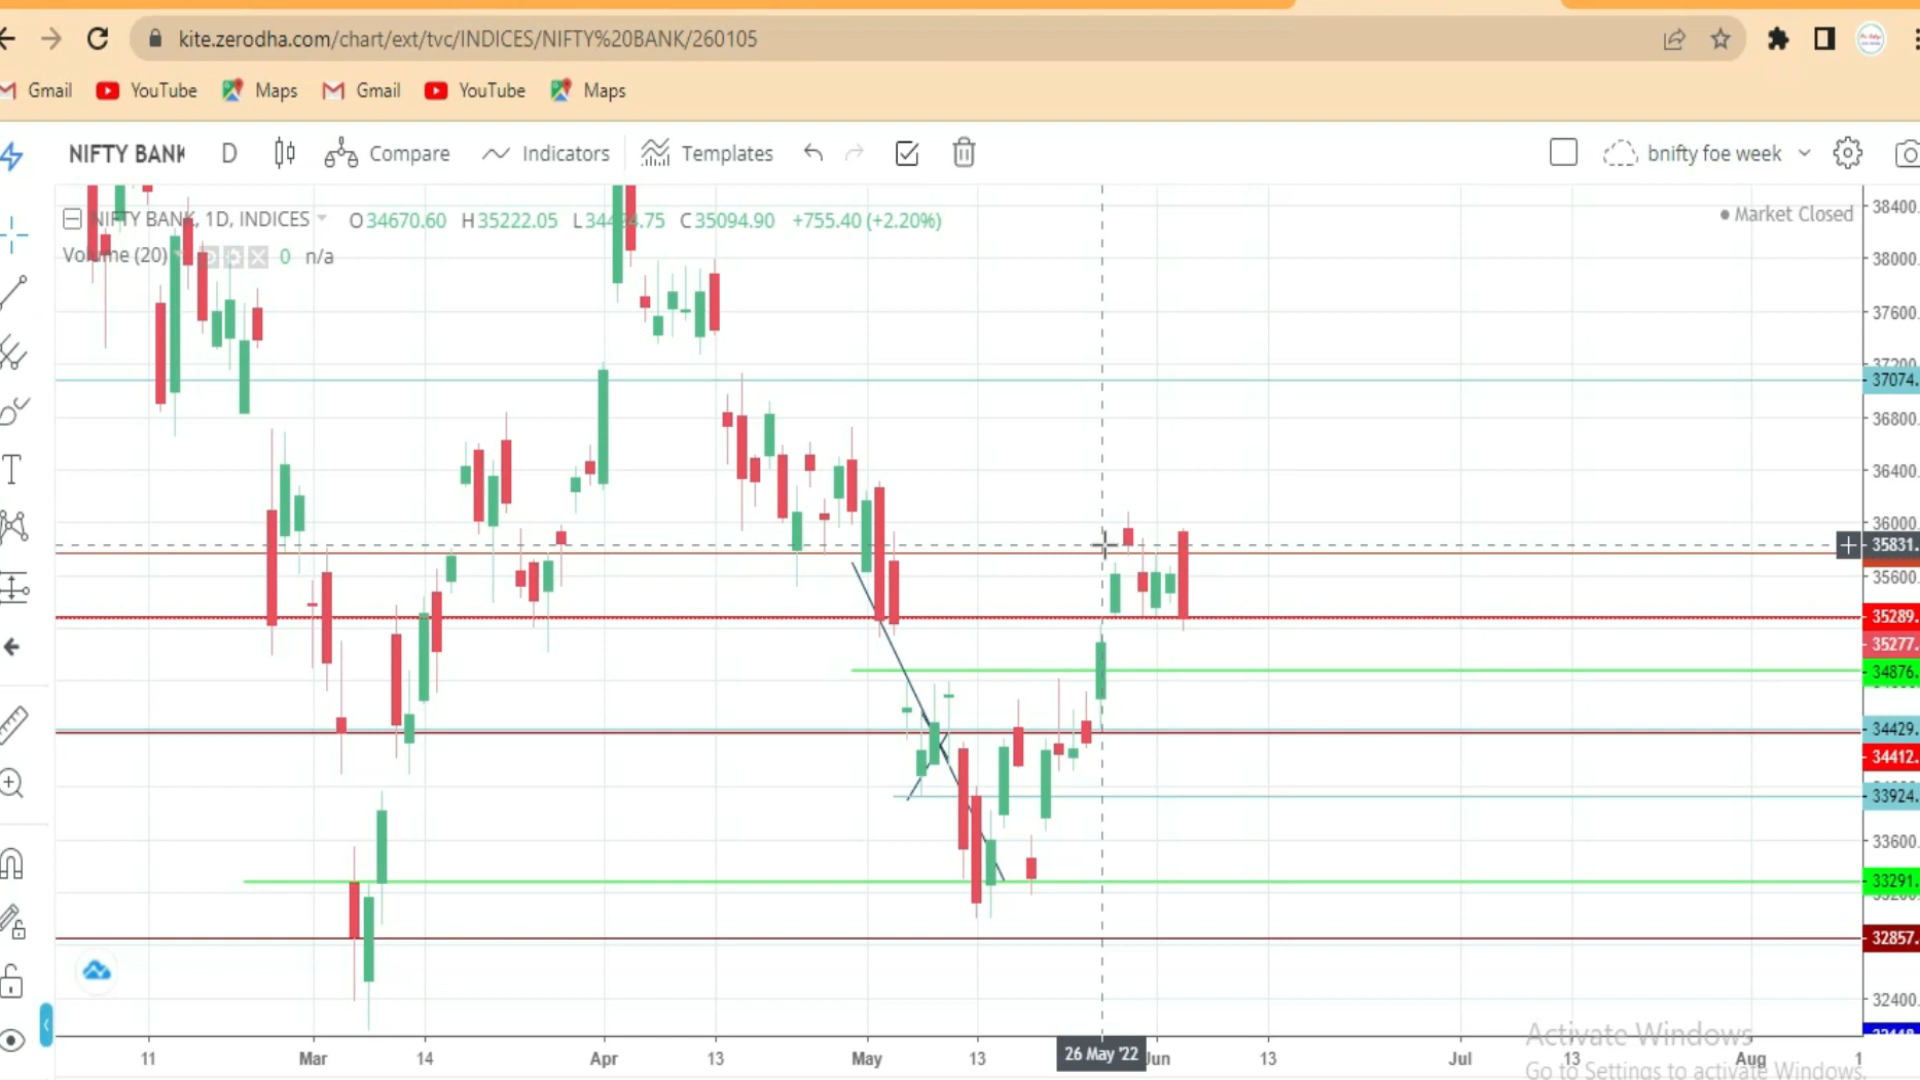 kite.zerodha.com/chart/ext/tvc/INDICES/NIFTY%20BANK/260105
Gmail YouTube Maps Gmail YouTube Maps
NIFTY BANK D Compare Indicators Templates bnifty foe week
NIFTY BANK, 1D, INDICES O34670.60 H35222.05 C35094.90 +755.40 (+2.20%)
Market Closed
Volume (20) 0 n/a
38400.
38000.
37600.
37200.
37074.
36800.
36400.
36000.
35831.
35600.
35289.
35277.
34876.
34429.
34412.
33924.
33600.
33291.
32857.
32400.
11 Mar 14 Apr 13 May 13 26 May '22 Jun 13 Jul 13 Aug 1
Activate Windows
Go to Settings to activate Windows.